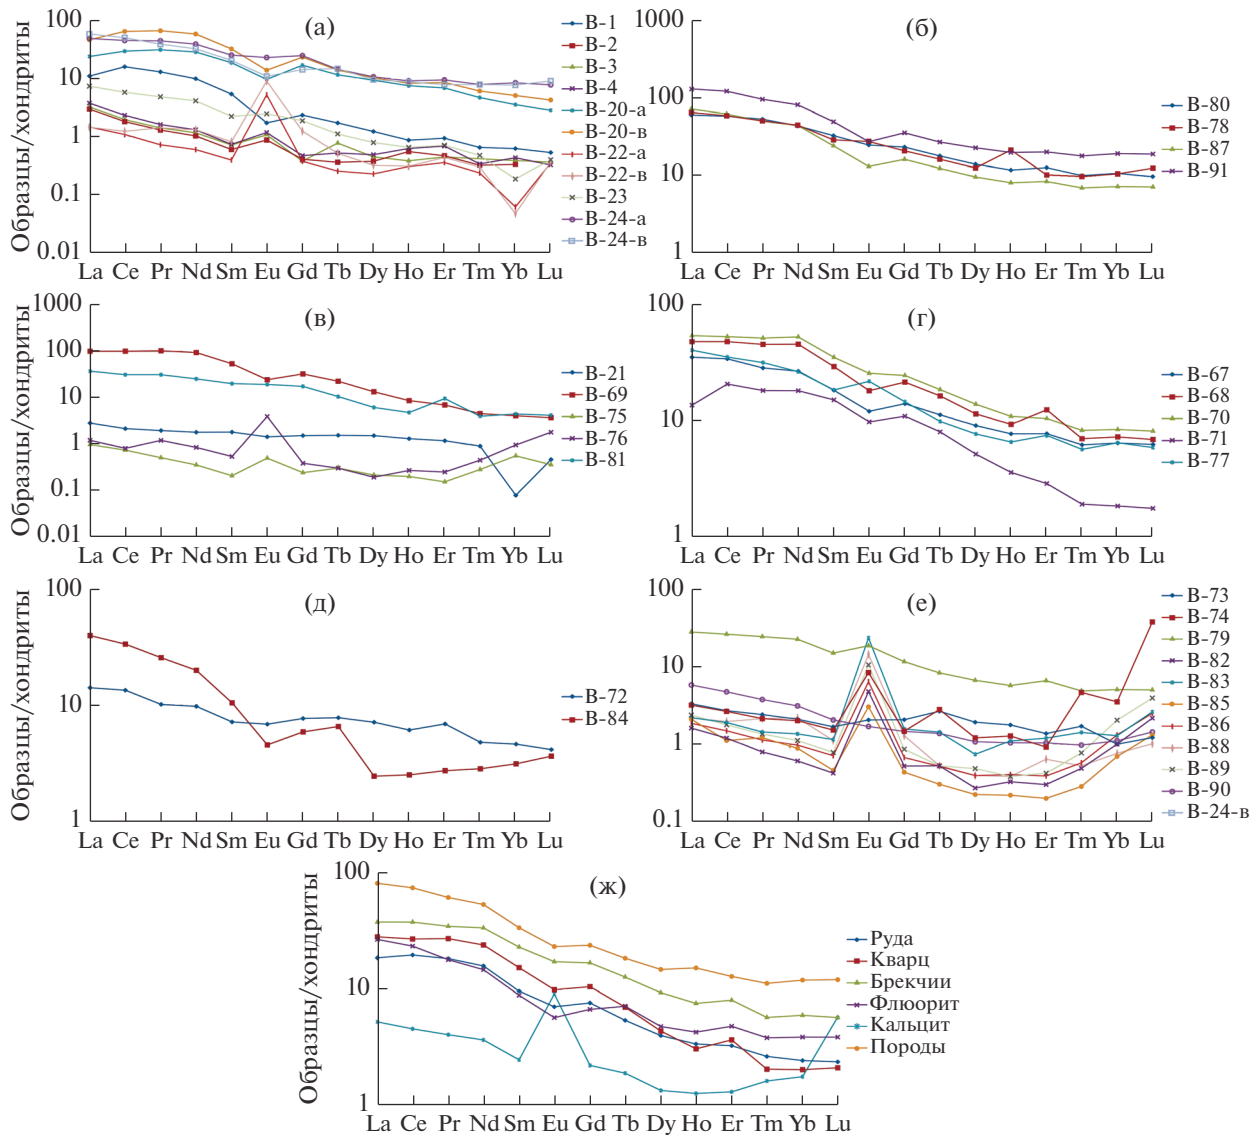 (а)
Образцы/хондриты
100
10
1
0.1
0.01
La Ce Pr Nd Sm Eu Gd Tb Dy Ho Er Tm Yb Lu
В-1
В-2
В-3
В-4
В-20-а
В-20-в
В-22-а
В-22-в
В-23
В-24-а
В-24-в
(б)
1000
100
10
1
La Ce Pr Nd Sm Eu Gd Tb Dy Ho Er Tm Yb Lu
В-80
В-78
В-87
В-91
(в)
Образцы/хондриты
1000
100
10
1
0.1
0.01
La Ce Pr Nd Sm Eu Gd Tb Dy Ho Er Tm Yb Lu
В-21
В-69
В-75
В-76
В-81
(г)
100
10
1
La Ce Pr Nd Sm Eu Gd Tb Dy Ho Er Tm Yb Lu
В-67
В-68
В-70
В-71
В-77
(д)
Образцы/хондриты
100
10
1
La Ce Pr Nd Sm Eu Gd Tb Dy Ho Er Tm Yb Lu
В-72
В-84
(е)
100
10
1
0.1
La Ce Pr Nd Sm Eu Gd Tb Dy Ho Er Tm Yb Lu
В-73
В-74
В-79
В-82
В-83
В-85
В-86
В-88
В-89
В-90
В-24-в
(ж)
Образцы/хондриты
100
10
1
La Ce Pr Nd Sm Eu Gd Tb Dy Ho Er Tm Yb Lu
Руда
Кварц
Брекчии
Флюорит
Кальцит
Породы